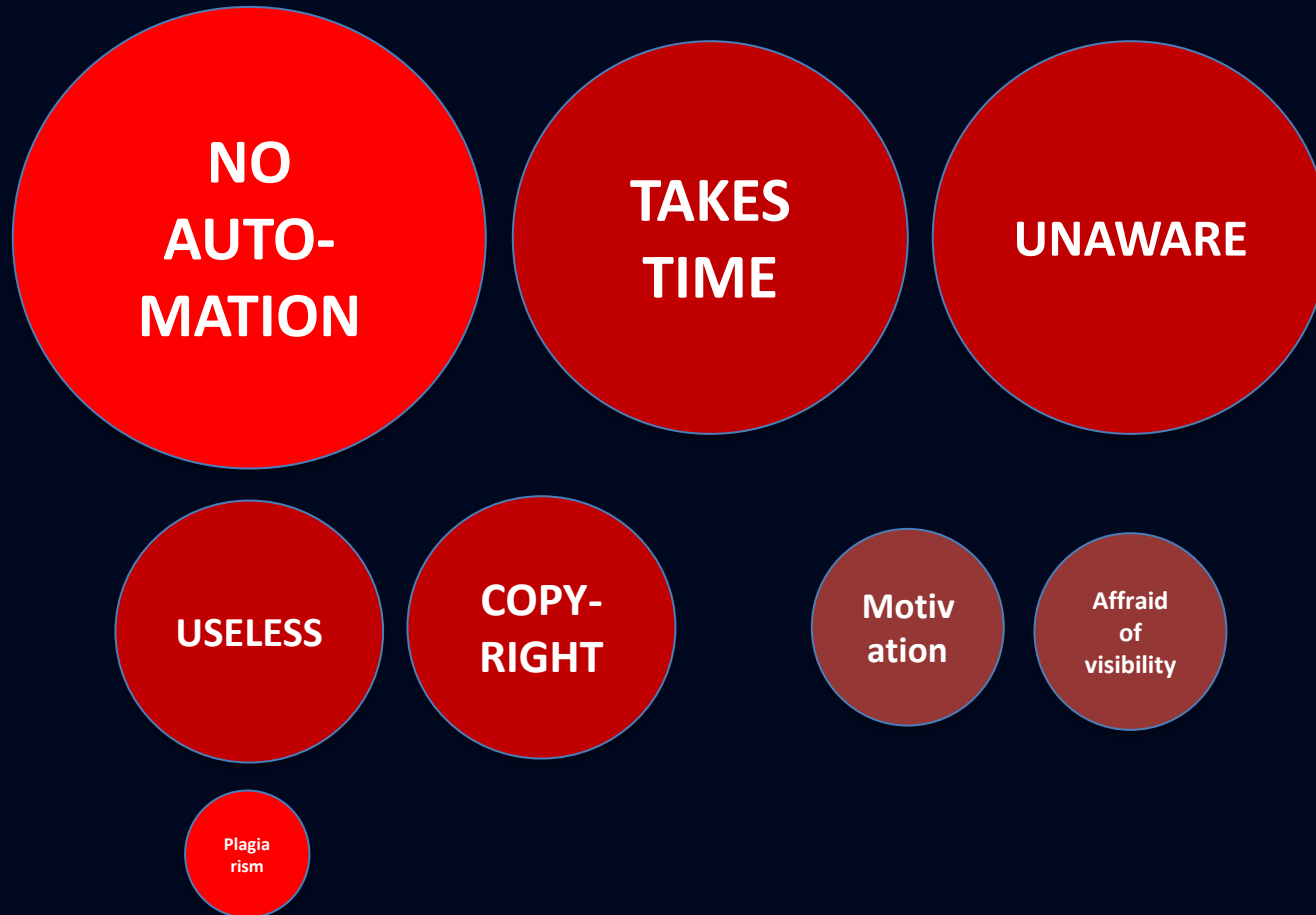 NO
AUTO-
MATION
TAKES
TIME
UNAWARE
USELESS
COPY-
RIGHT
Motiv
ation
Affraid
of
visibility
Plagia
rism